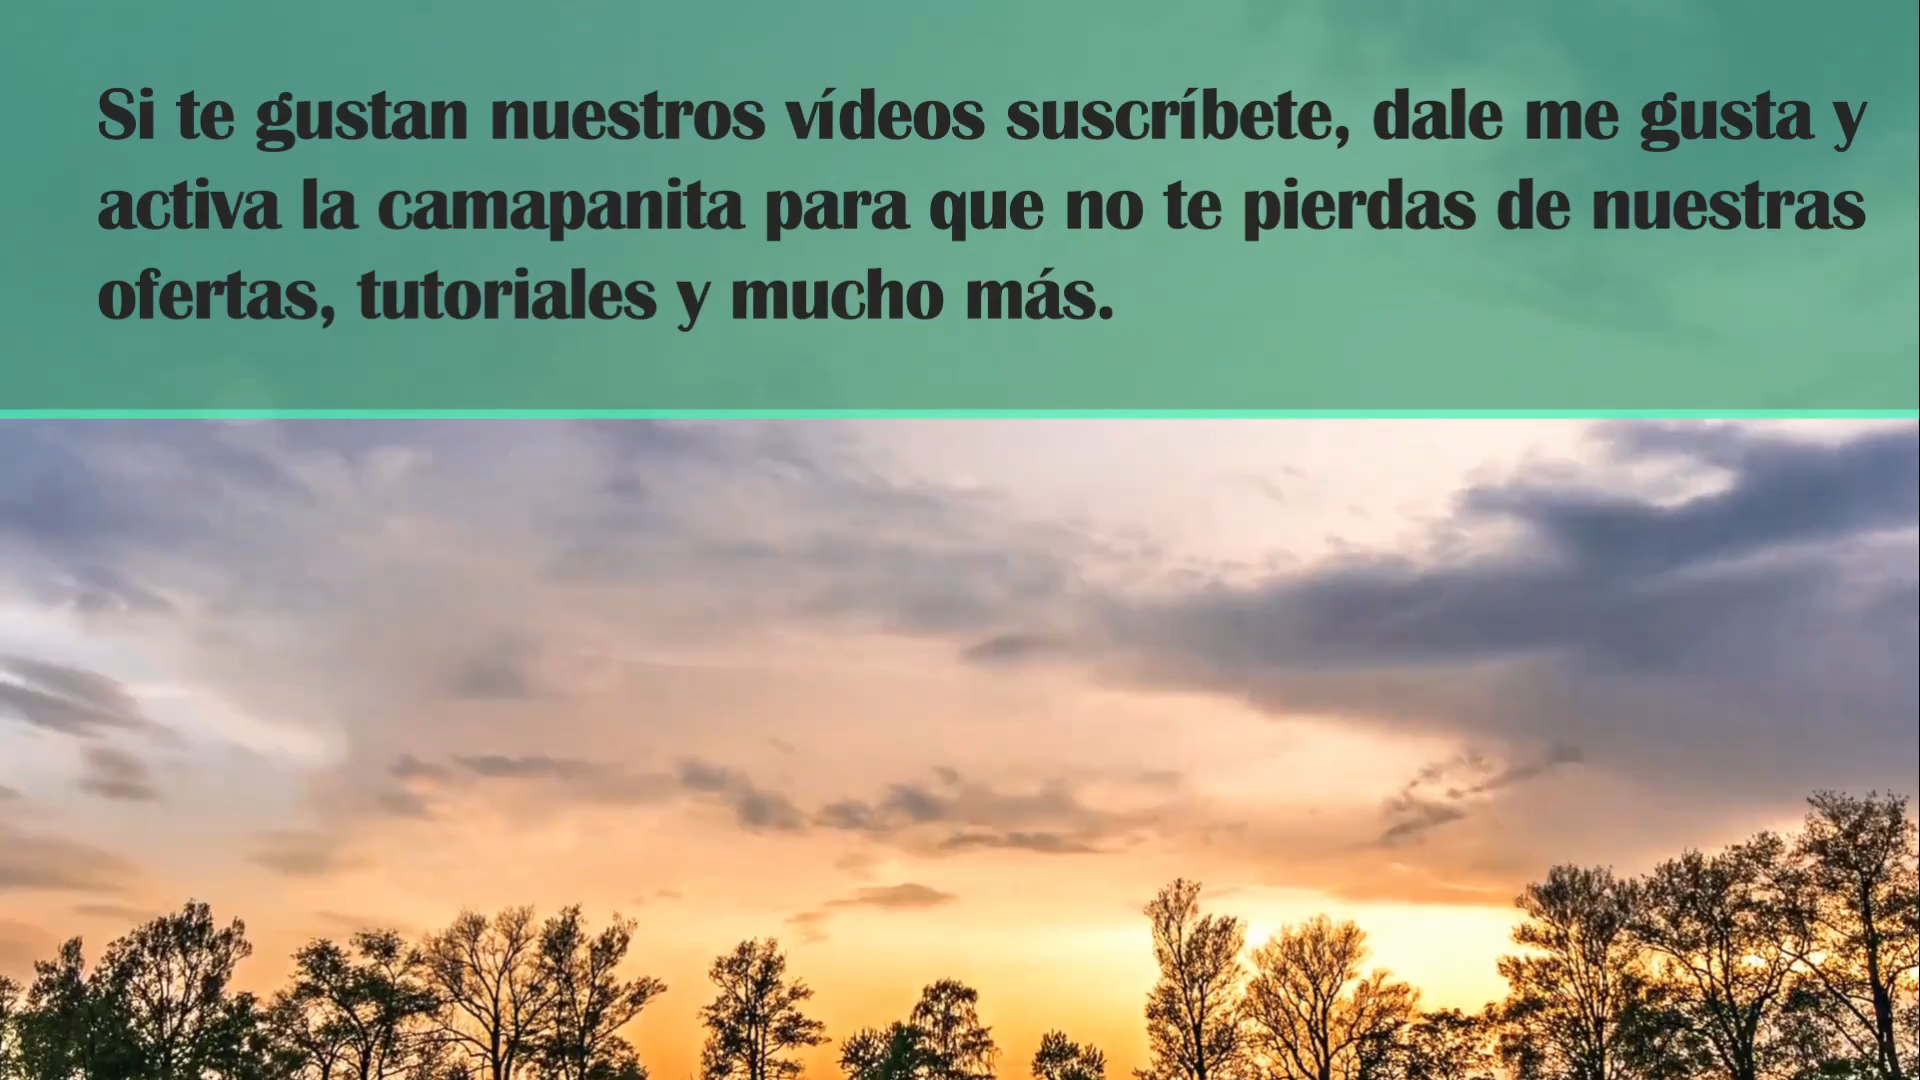 Si te gustan nuestros vídeos suscríbete, dale me gusta y
activa la camapanita para que no te pierdas de nuestras
ofertas, tutoriales y mucho más.